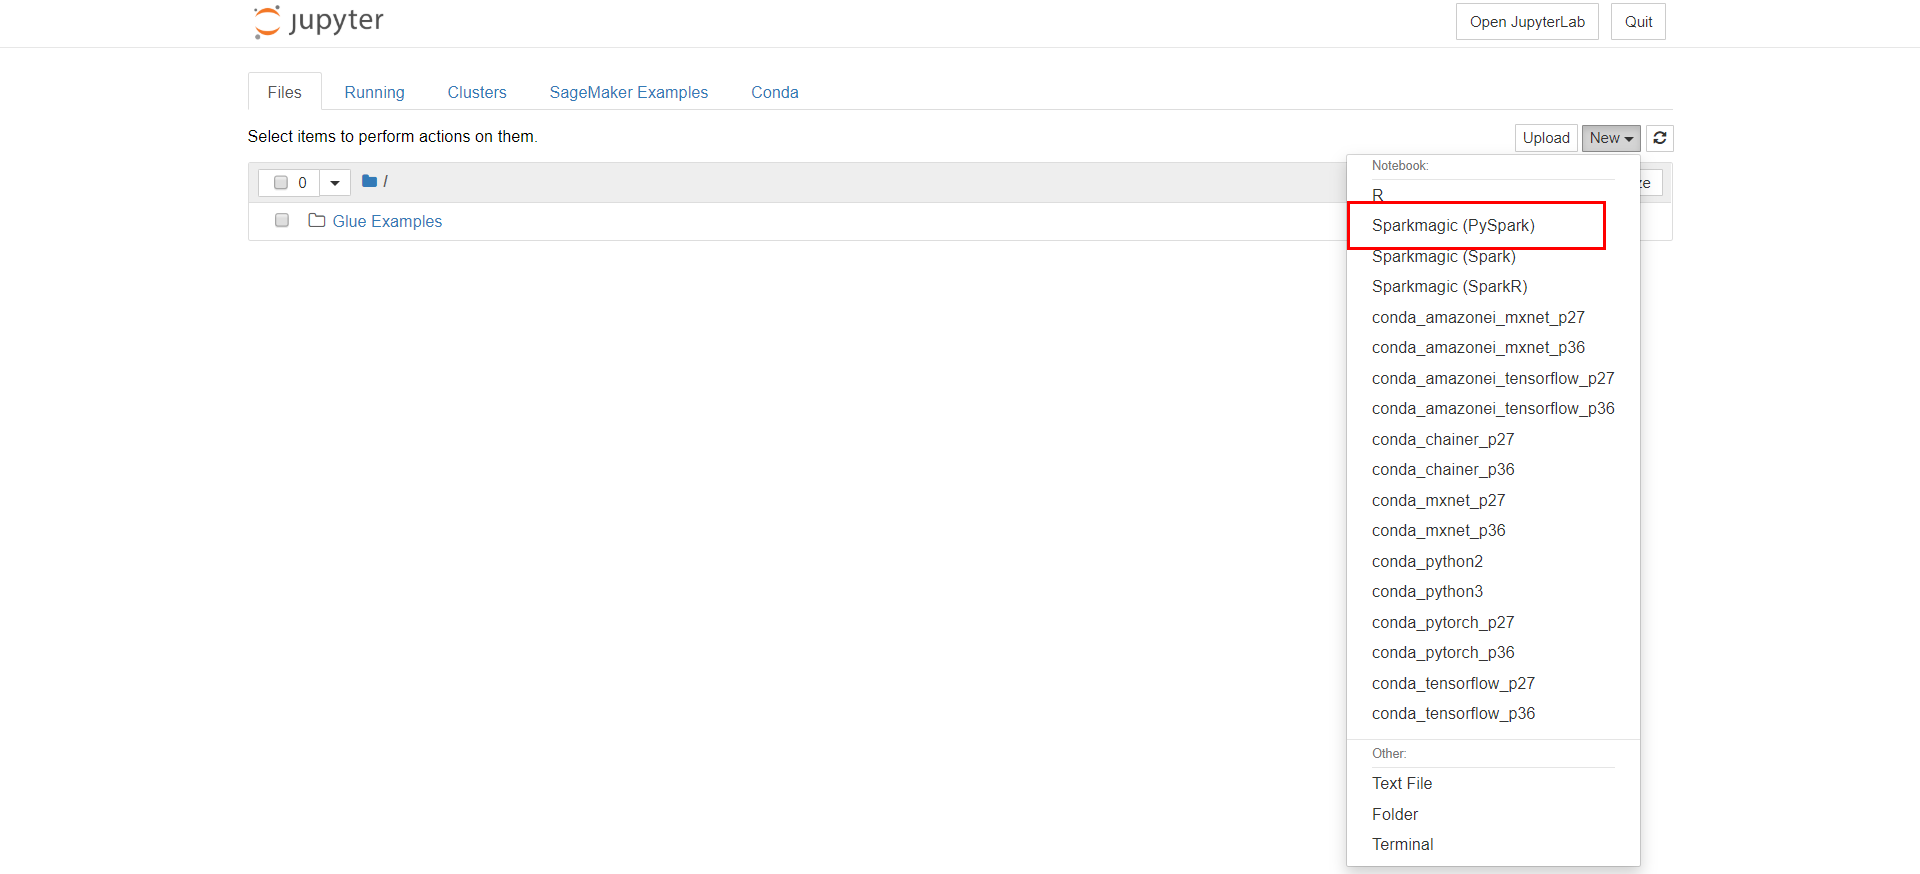 jupyter
Open JupyterLab
Quit
Files
Running
Clusters
SageMaker Examples
Conda
Select items to perform actions on them.
Upload
New
0
/
Glue Examples
Notebook:
R
Sparkmagic (PySpark)
Sparkmagic (Spark)
Sparkmagic (SparkR)
conda_amazonei_mxnet_p27
conda_amazonei_mxnet_p36
conda_amazonei_tensorflow_p27
conda_amazonei_tensorflow_p36
conda_chainer_p27
conda_chainer_p36
conda_mxnet_p27
conda_mxnet_p36
conda_python2
conda_python3
conda_pytorch_p27
conda_pytorch_p36
conda_tensorflow_p27
conda_tensorflow_p36
Other:
Text File
Folder
Terminal